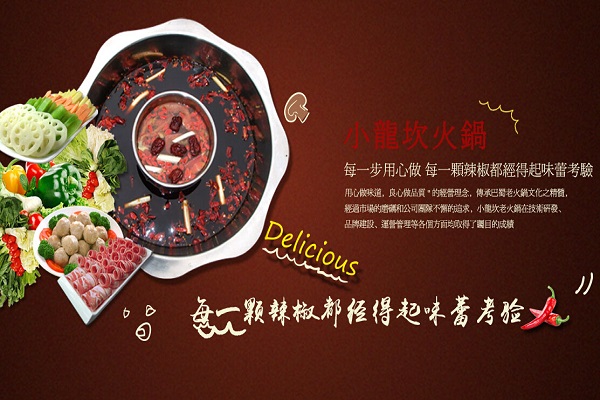 小龍坎火鍋
每一步用心做 每一顆辣椒都經得起味蕾考驗
用心做味道，良心做品質＂的經營理念，傳承巴蜀老火鍋文化之精髓，
經過市場的磨礪和公司團隊不懈的追求，小龍坎老火鍋在技術研發、
品牌建設、運營管理等各個方面均取得了矚目的成績
Delicious
每一顆辣椒都经得起味蕾考验